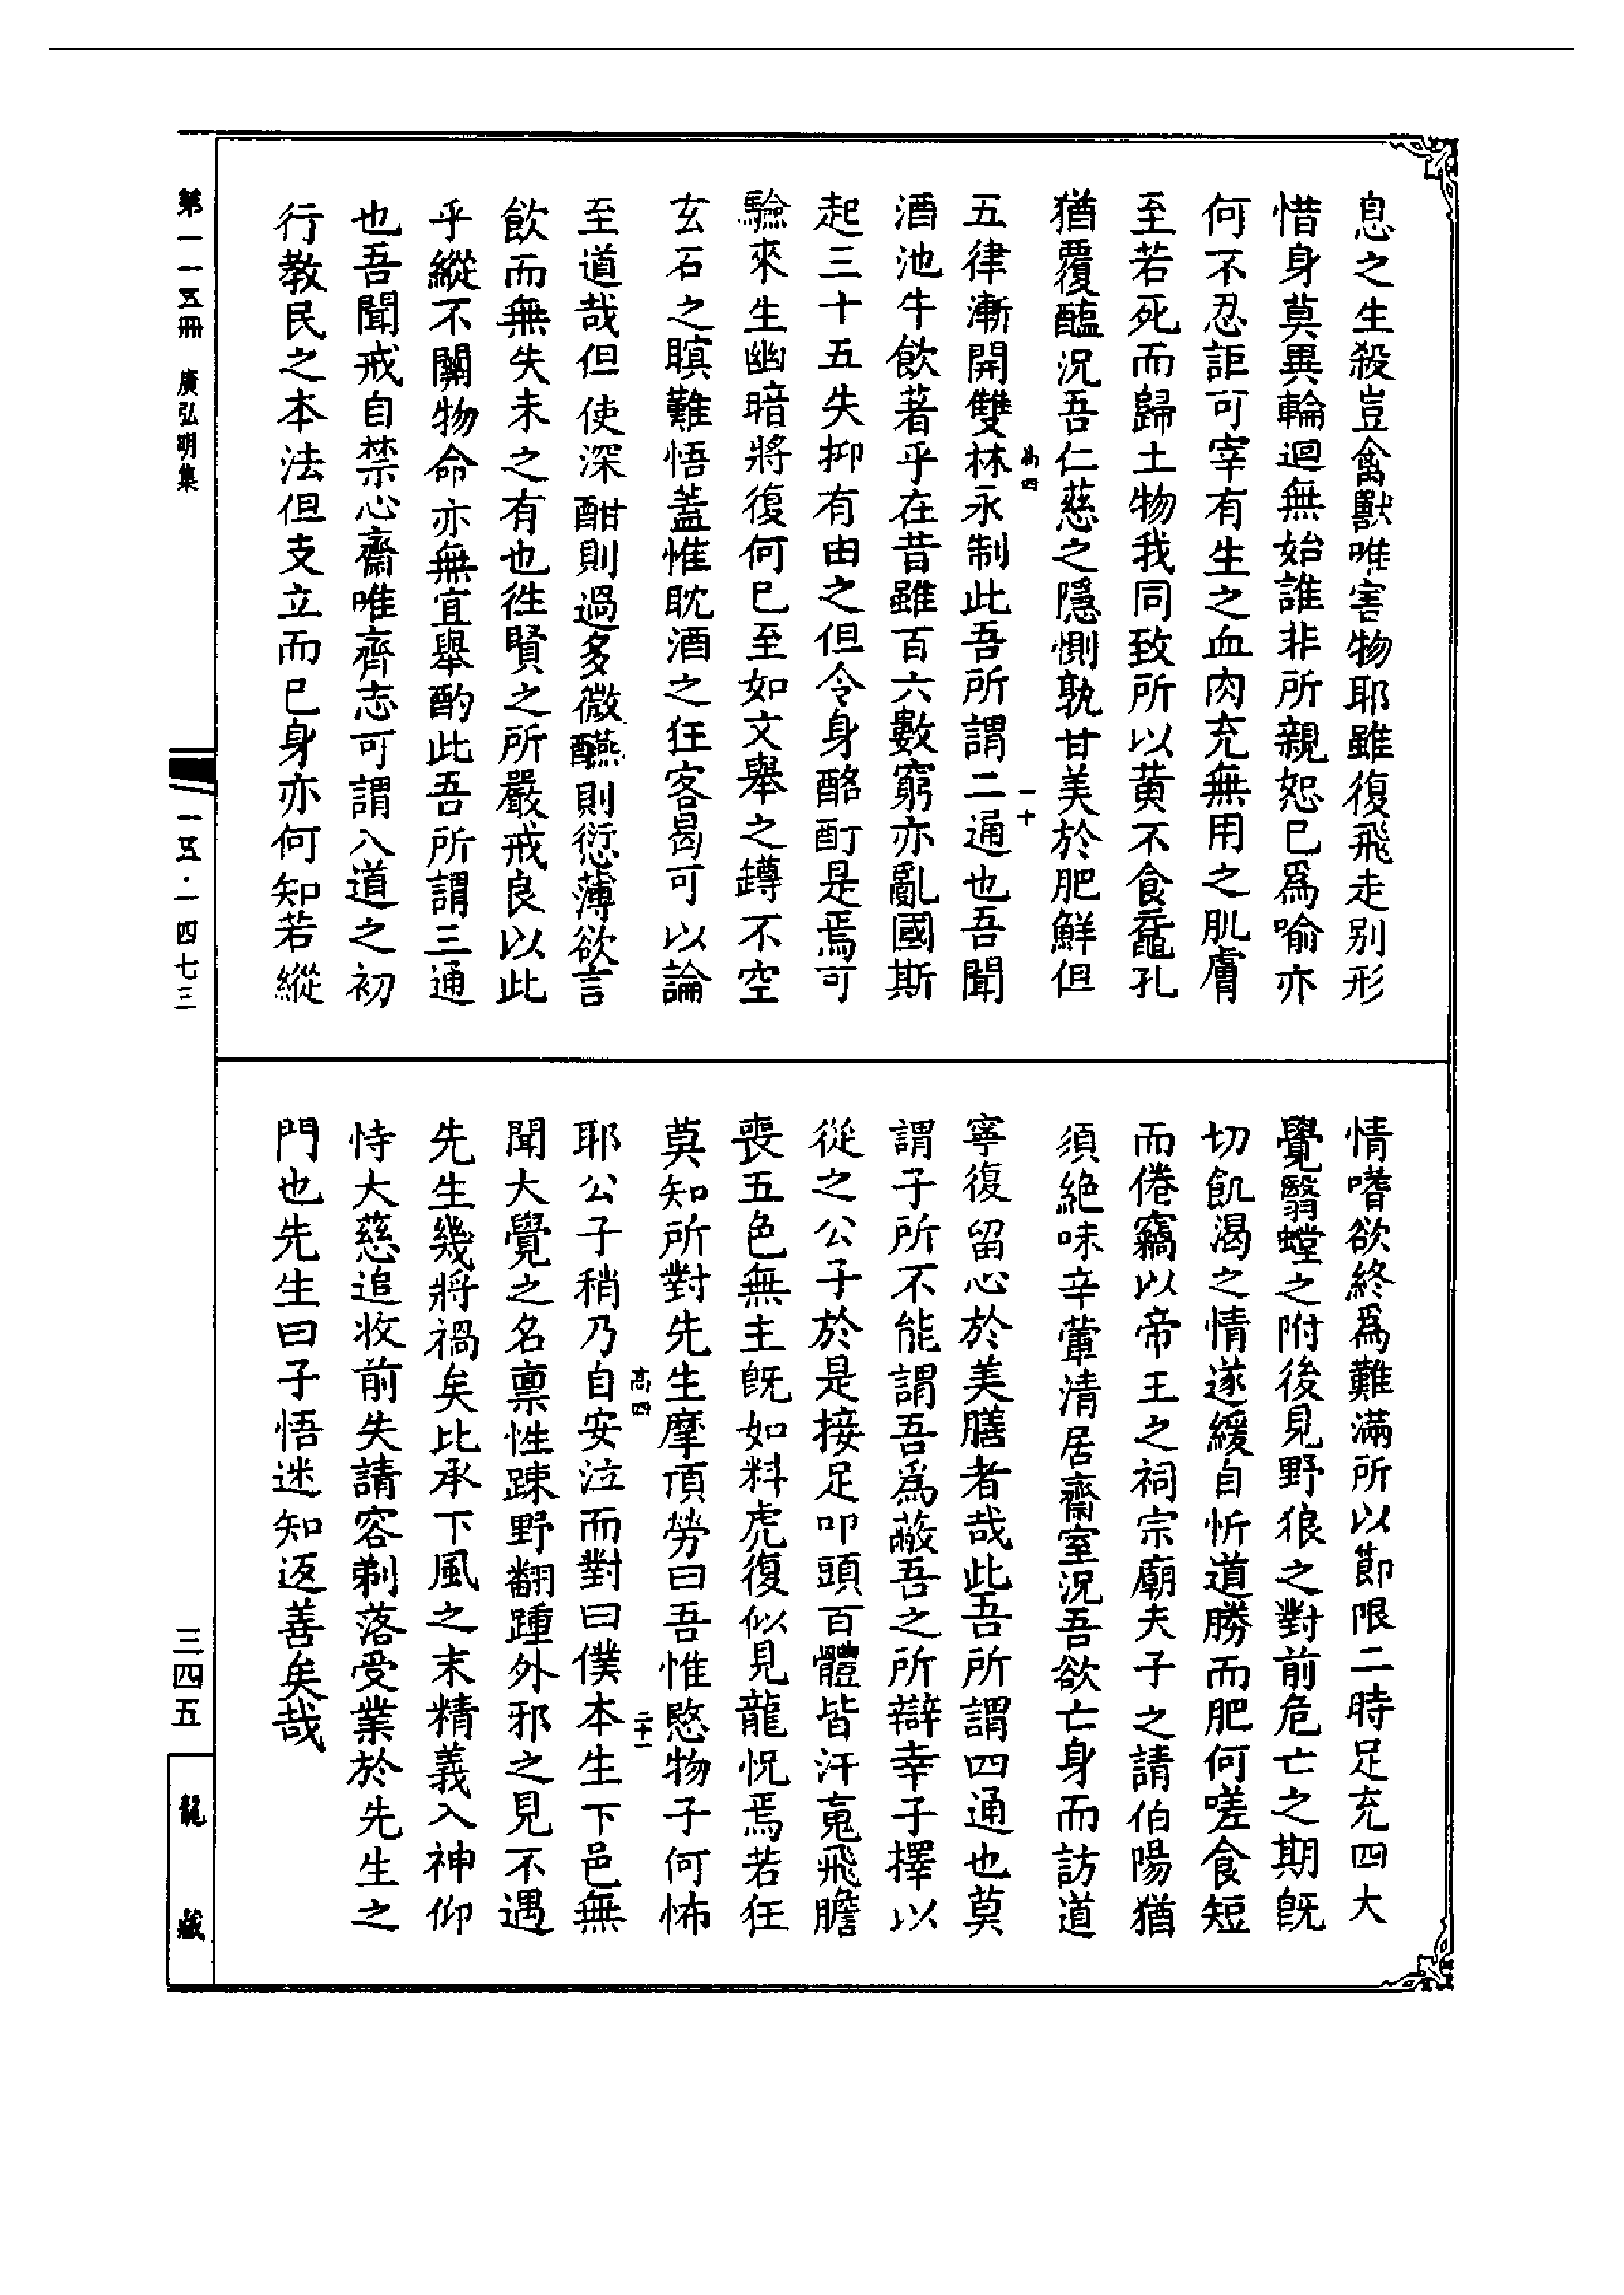 息之生殺豈禽獸唯害物耶雖復飛走别形
惜身莫異輪迴無始誰非所親恕巳爲喻亦
何不忍詎可宰有生之血肉充無用之肌膚
至若死而歸土物我同致所以黄不食黿孔
猶覆醢況吾仁慈之隱惻孰甘美於肥鮮但
高四
一十
五律漸開雙林永制此吾所謂二通也吾聞
酒池牛飲著乎在昔雖百六數窮亦亂國斯
起三十五失抑有由之但令身酩酊是焉可
驗來生幽暗將復何巳至如文舉之罇不空
玄石之瞑難悟蓋惟耽酒之狂客曷可以論
至道哉但使深酣則過多微醼則愆薄欲言
飲而無失未之有也徃賢之所嚴戒良以此
乎縱不關物命亦無宜舉酌此吾所謂三通
也吾聞戒自禁心齋唯齊志可謂入道之初
行教民之本法但支立而巳身亦何知若縱
情嗜欲終爲難滿所以節限二時足充四大
覺翳螳之附後見野狼之對前危亡之期旣
切飢渴之情遂緩自忻道勝而肥何嗟食短
而倦竊以帝王之祠宗廟夫子之請伯陽猶
須絶味辛葷清居齋室況吾欲亡身而訪道
寧復留心於美膳者哉此吾所謂四通也莫
謂子所不能謂吾爲蔽吾之所辯幸子擇以
從之公子於是接足叩頭百體皆汗䰟飛膽
喪五色無主旣如料虎復似見龍怳焉若狂
莫知所對先生摩頂勞曰吾惟愍物子何怖
高四
二十一
耶公子稍乃自安泣而對曰僕本生下邑無
聞大覺之名禀性踈野翻踵外邪之見不遇
先生幾將禍矣比承下風之末精義入神仰
恃大慈追收前失請容剃落受業於先生之
門也先生曰子悟迷知返善矣哉
第一一五冊 廣弘明集
一一五·一四七三
三四五
龍藏